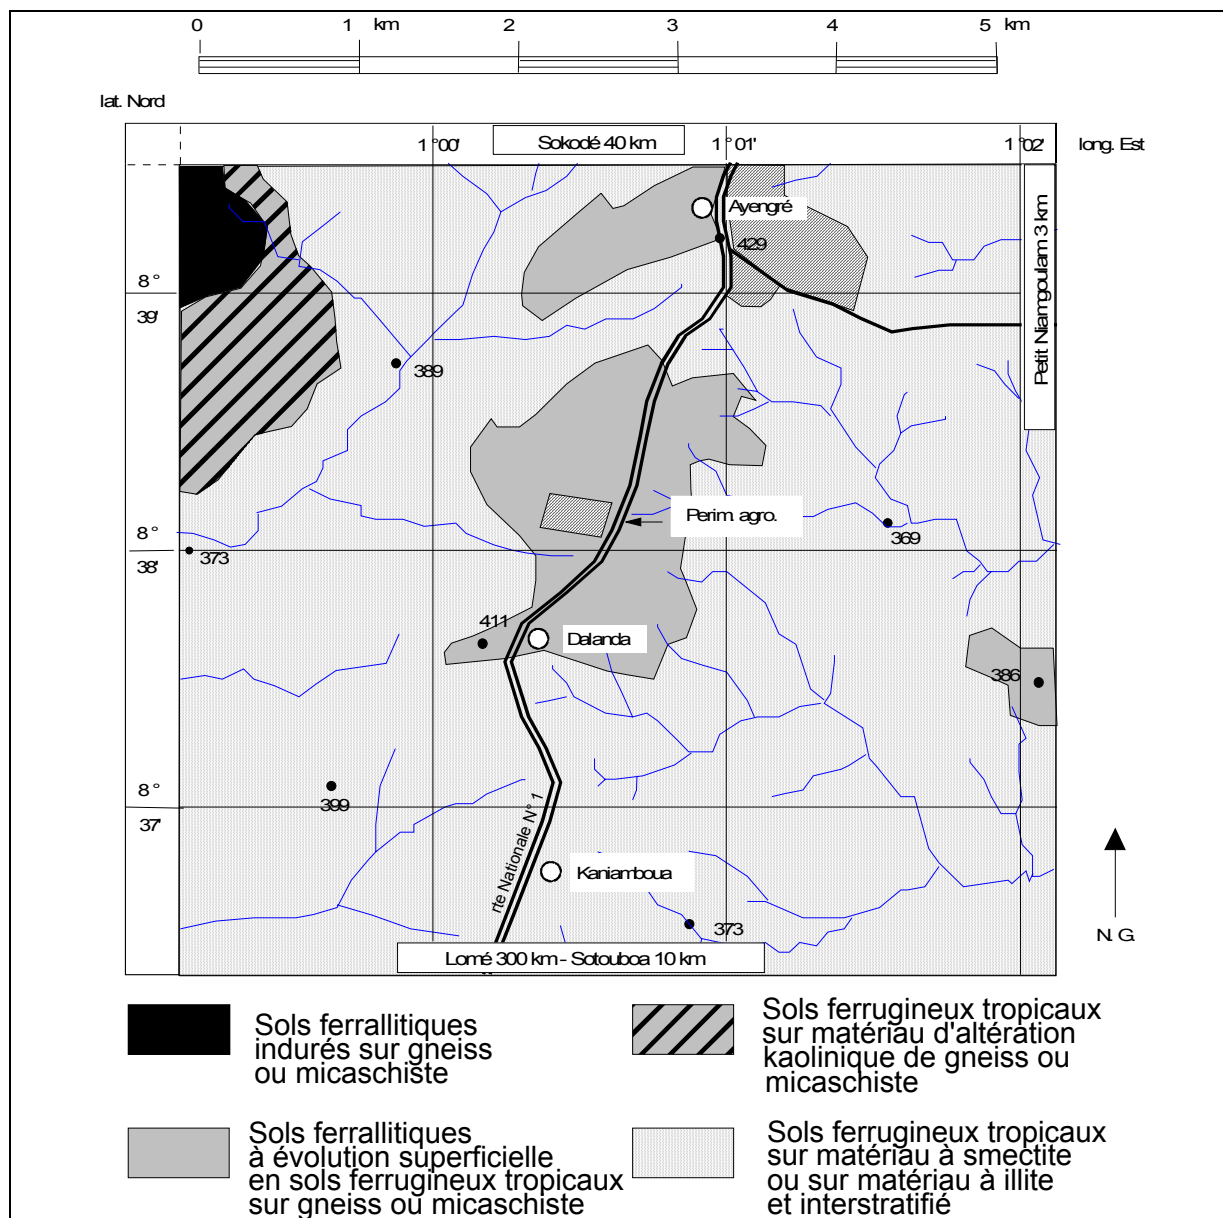 0 1 km 2 3 4 5 km
lat. Nord
1°00' Sokodé 40 km 1°01' 1°02' long. Est
Ayengré
429
Petit Niamgoulam 3 km
8°
39'
389
Perim. agro.
369
8°
38'
373
411
Dalanda
386
8°
37'
399
rte Nationale N° 1
Kaniamboua
373
N. G.
Lomé 300 km - Sotouboa 10 km
Sols ferrallitiques
indurés sur gneiss
ou micaschiste
Sols ferrugineux tropicaux
sur matériau d'altération
kaolinique de gneiss ou
micaschiste
Sols ferrallitiques
à évolution superficielle
en sols ferrugineux tropicaux
sur gneiss ou micaschiste
Sols ferrugineux tropicaux
sur matériau à smectite
ou sur matériau à illite
et interstratifié